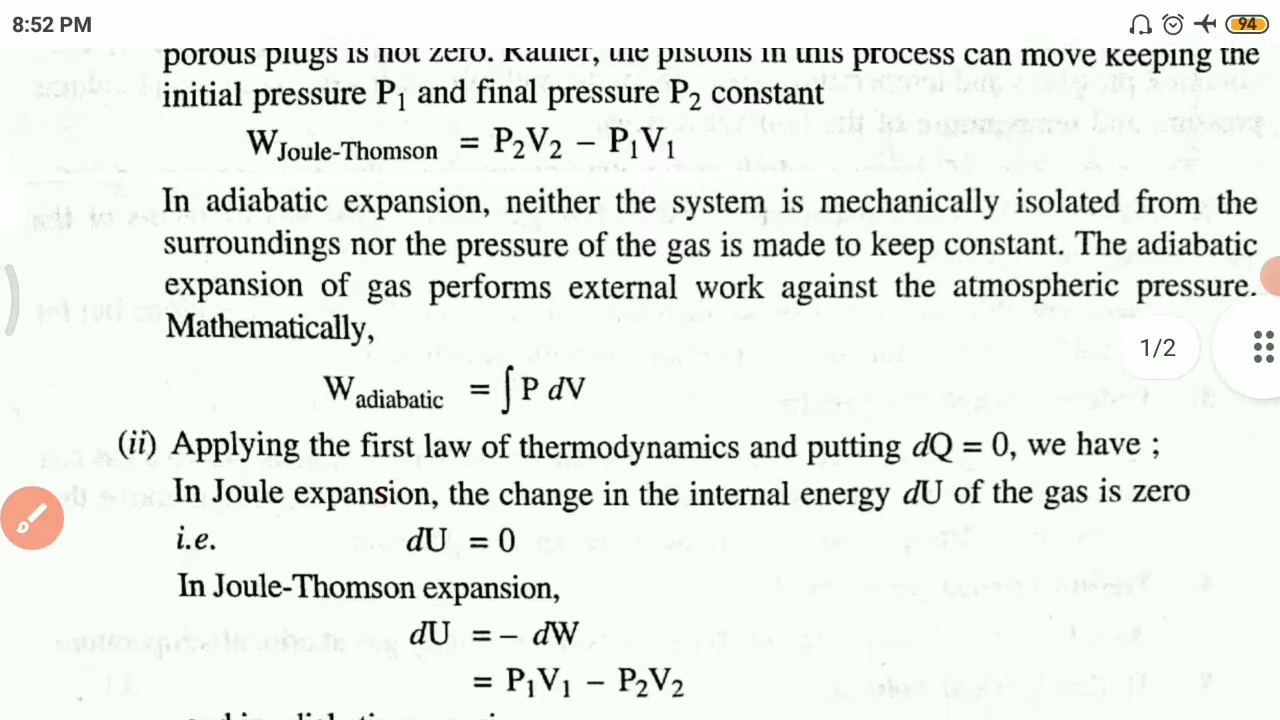 8:52 PM
94
porous plugs is not zero. Rather, the pistons in this process can move keeping the
initial pressure P₁ and final pressure P₂ constant
W Joule-Thomson = P₂V₂ – P₁V₁
In adiabatic expansion, neither the system is mechanically isolated from the
surroundings nor the pressure of the gas is made to keep constant. The adiabatic
expansion of gas performs external work against the atmospheric pressure.
Mathematically,
1/2
W adiabatic = ∫ P dV
(ii) Applying the first law of thermodynamics and putting dQ = 0, we have ;
In Joule expansion, the change in the internal energy dU of the gas is zero
i.e. dU = 0
In Joule-Thomson expansion,
dU = – dW
= P₁V₁ – P₂V₂